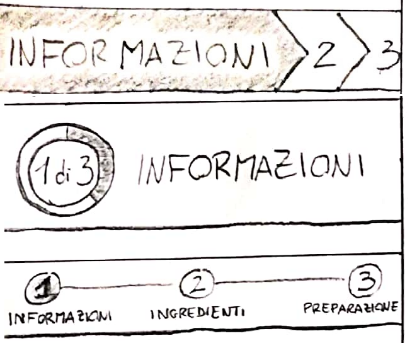 INFORMAZIONI 2 3
1 di 3 INFORMAZIONI
1 2 3
INFORMAZIONI INGREDIENTI PREPARAZIONE